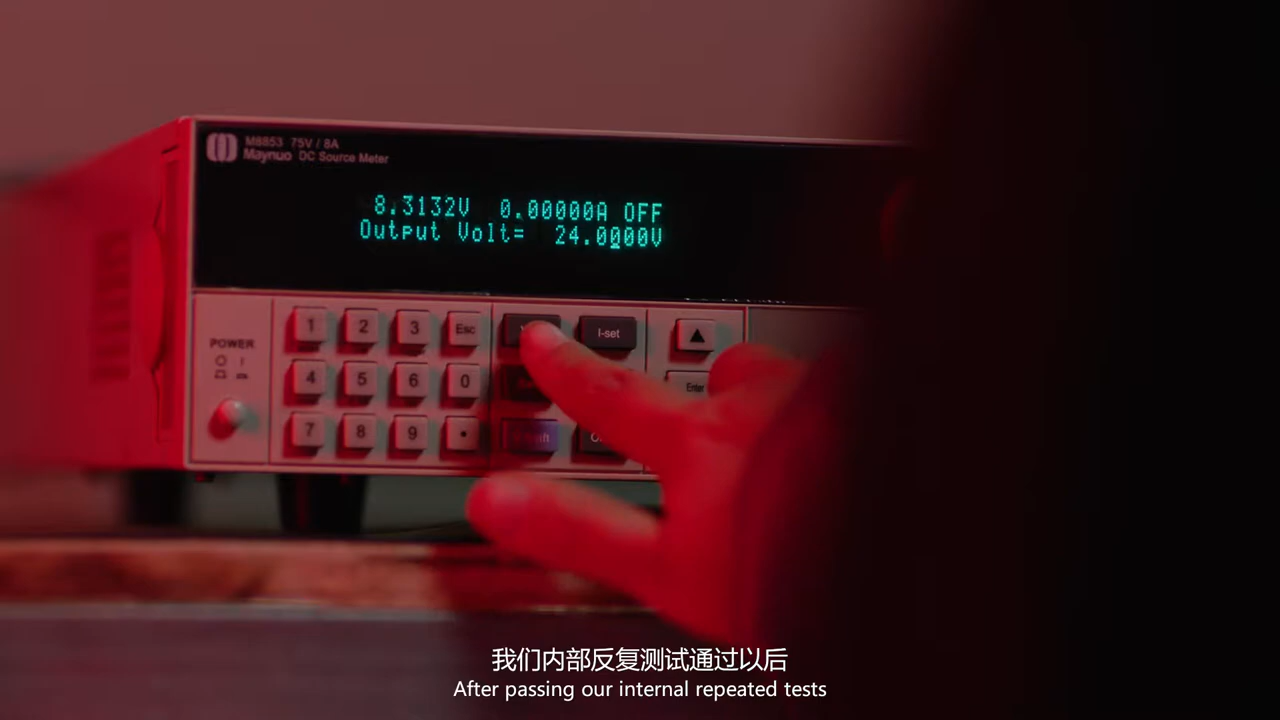 M8853 75V / 8A
Maynuo DC Source Meter
8.3132V 0.00000A OFF
Output Volt= 24.0000V
POWER
1 2 3 Esc
I-set
4 5 6 0
Enter
7 8 9 •
我们内部反复测试通过以后
After passing our internal repeated tests